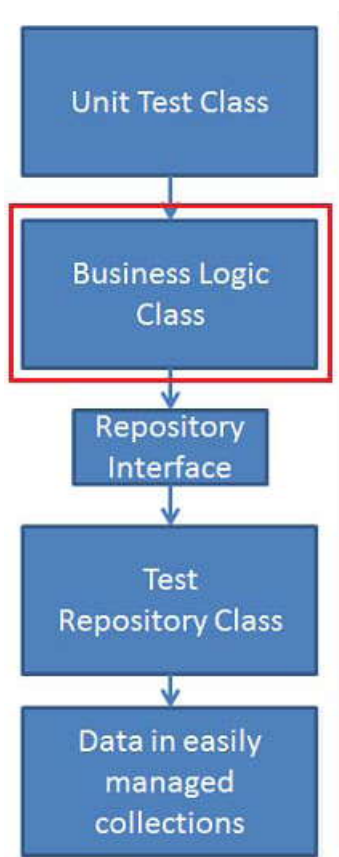 Unit Test Class
Business Logic
Class
Repository
Interface
Test
Repository Class
Data in easily
managed
collections